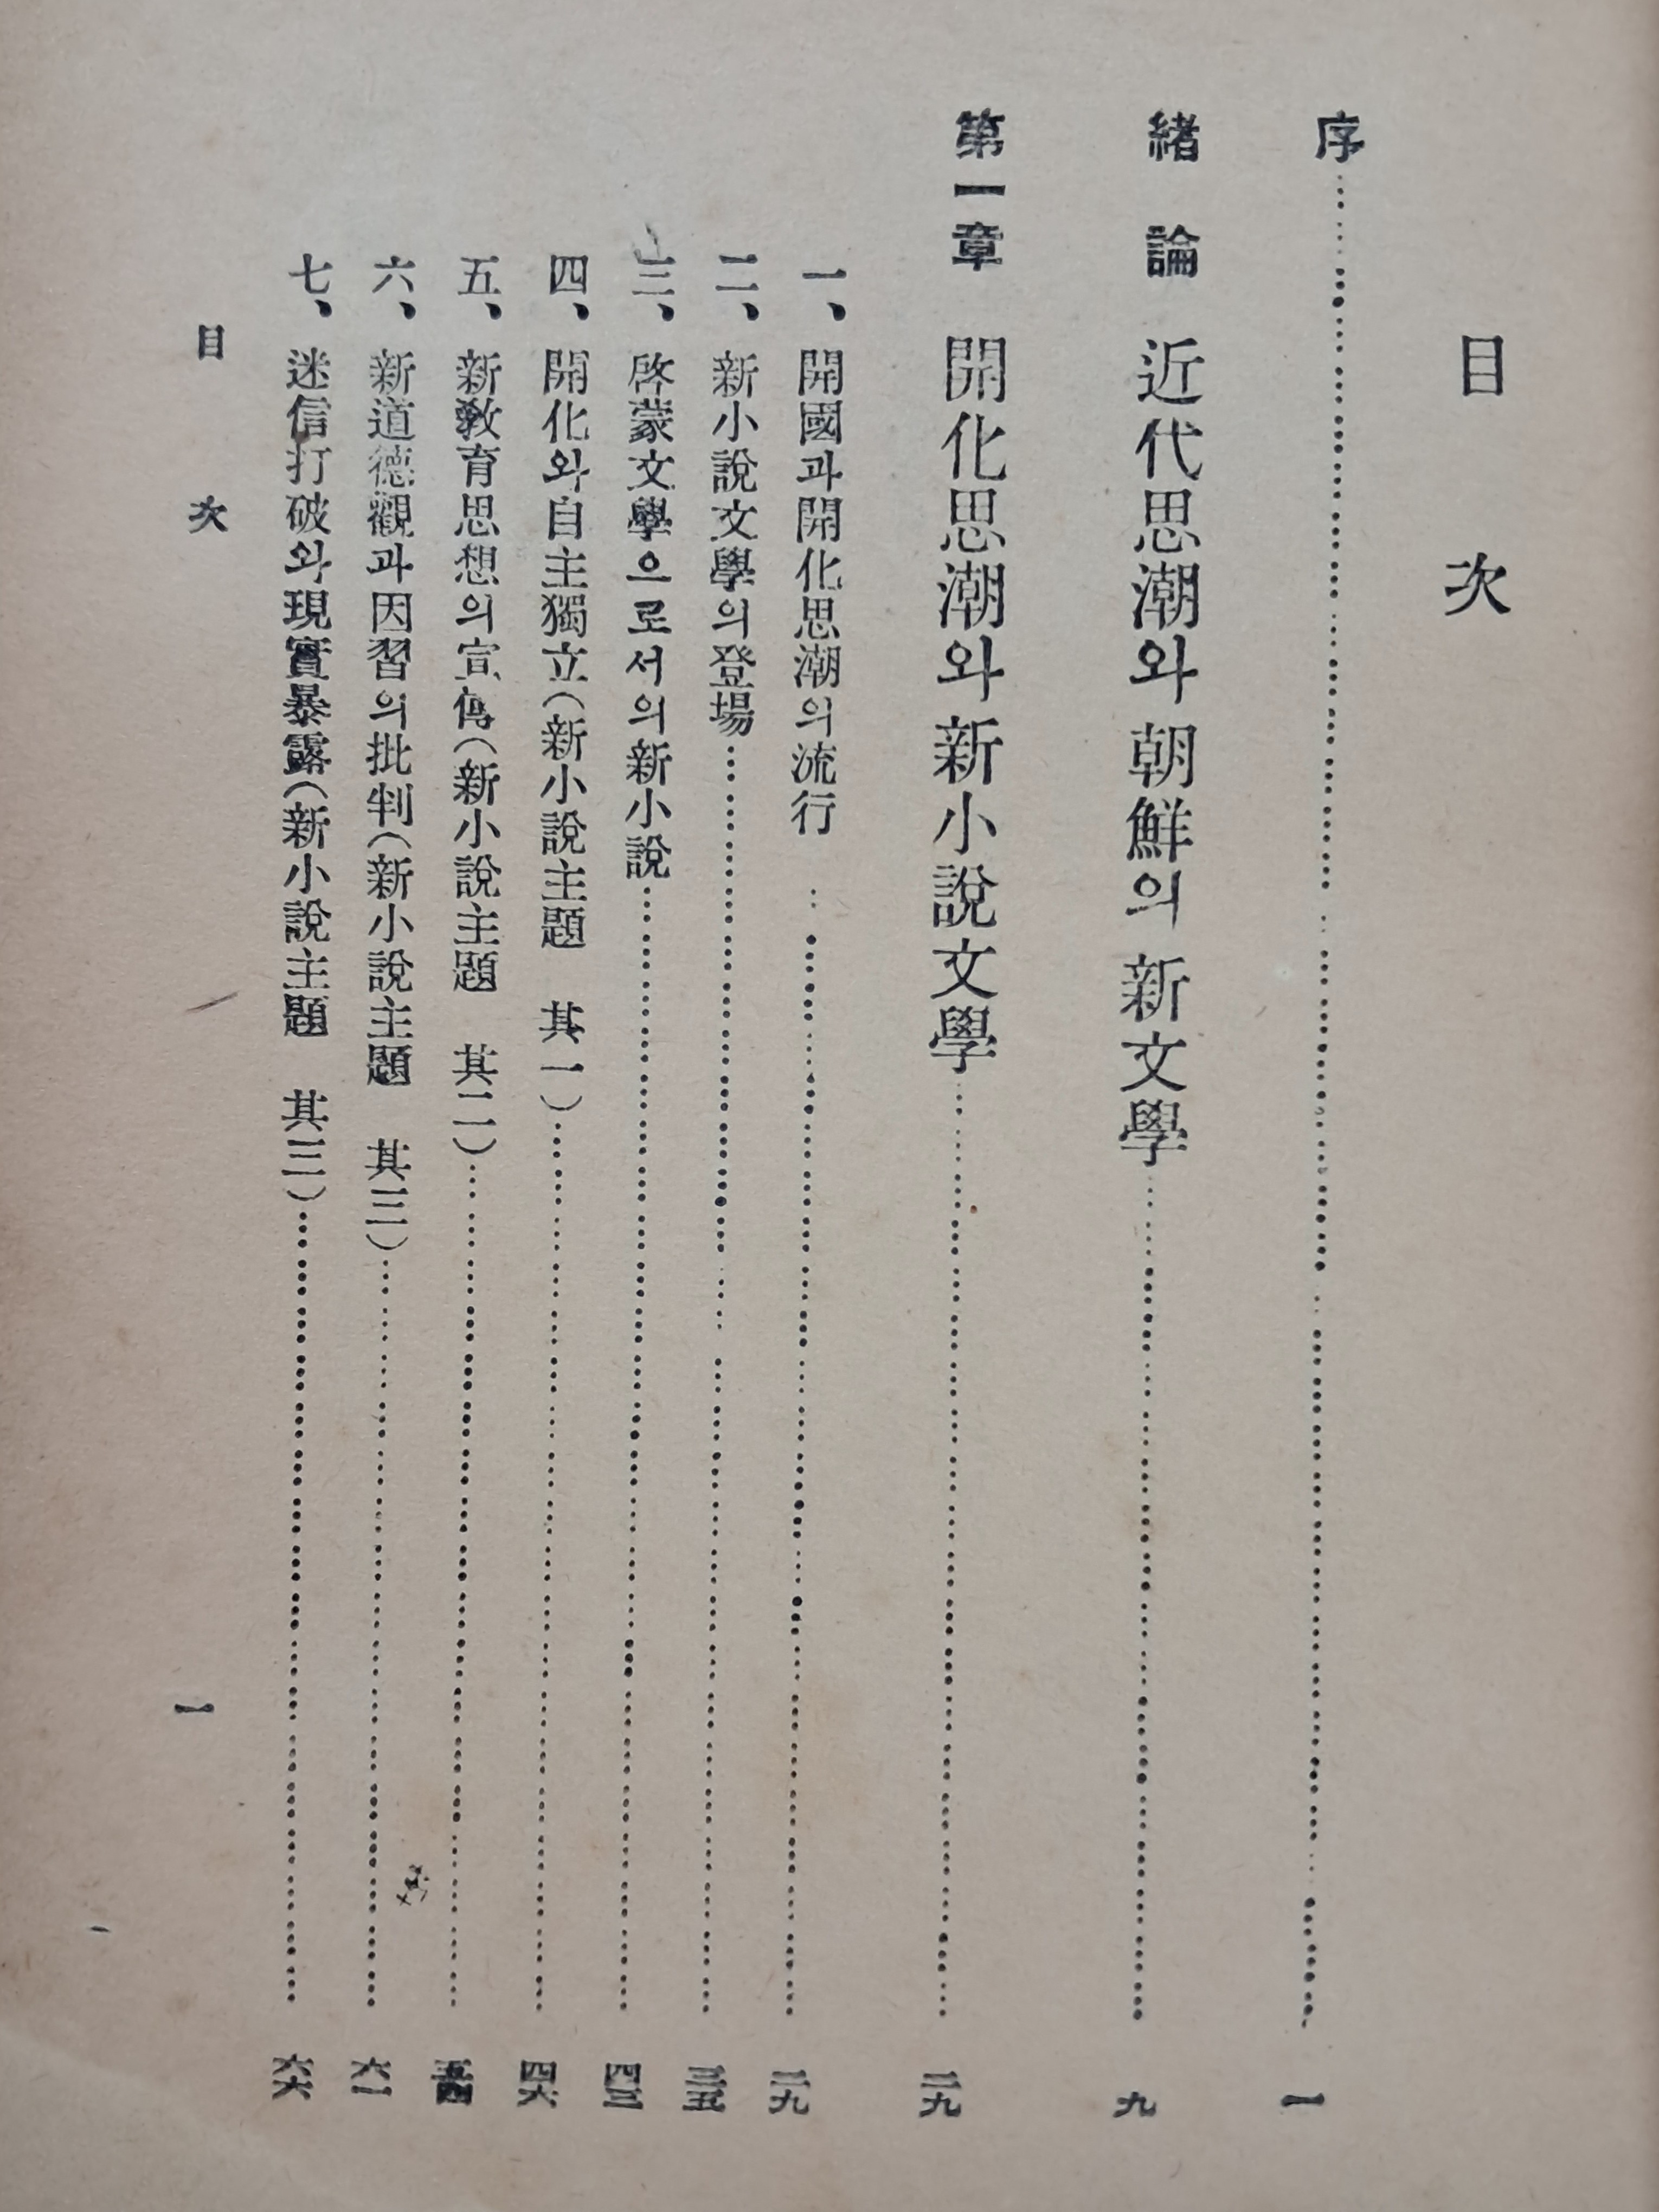 目 次
序……一
緒 論 近代思潮와 朝鮮의 新文學……九
第一章 開化思潮와 新小說文學……二九
一、開國과開化思潮의流行……二九
二、新小說文學의登場……三五
三、啓蒙文學으로서의新小說……四三
四、開化와自主獨立(新小說主題 其一)……四六
五、新敎育思想의宣傳(新小說主題 其二)……五四
六、新道德觀과因習의批判(新小說主題 其三)……六一
七、迷信打破와現實暴露(新小說主題 其三)……六六
目 次 一